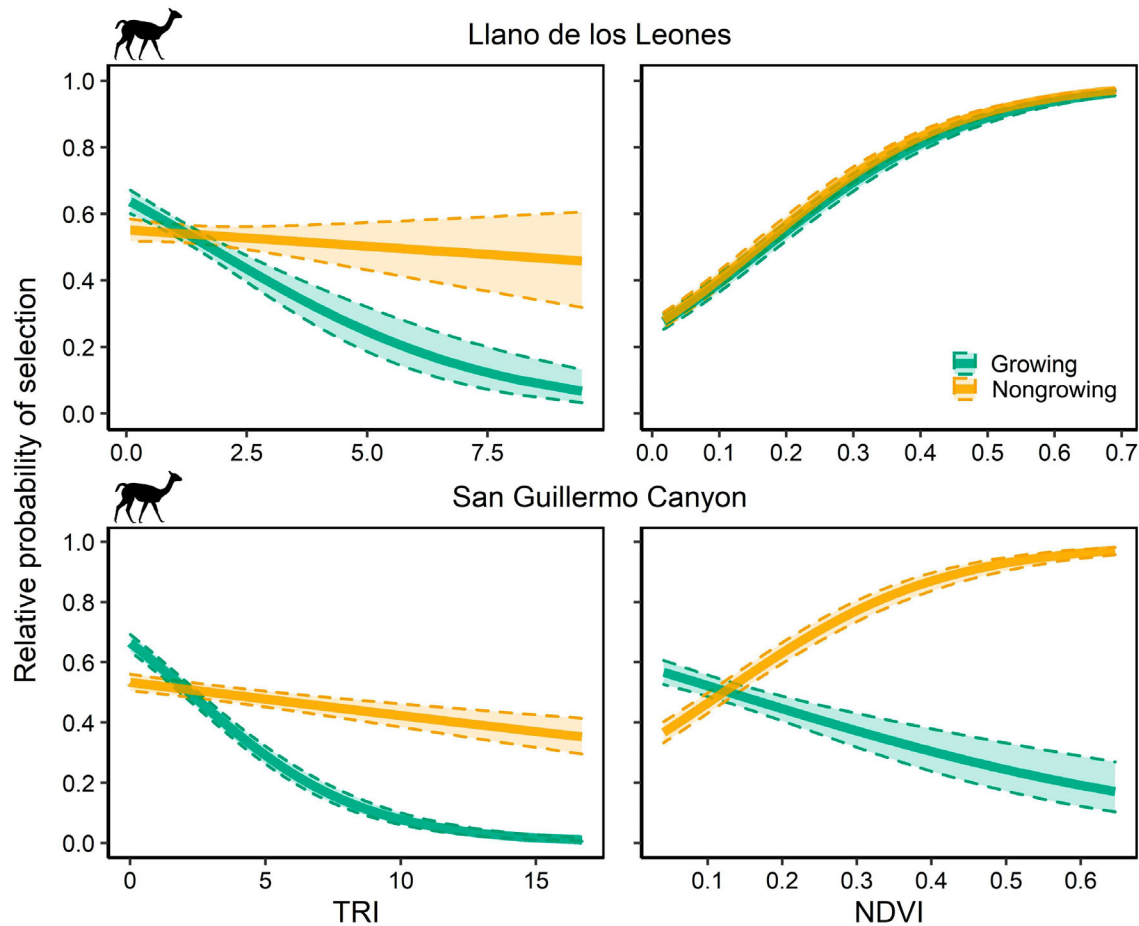 Llano de los Leones
Relative probability of selection
1.0
0.8
0.6
0.4
0.2
0.0
0.0 2.5 5.0 7.5
0.0 0.1 0.2 0.3 0.4 0.5 0.6 0.7
Growing
Nongrowing
San Guillermo Canyon
1.0
0.8
0.6
0.4
0.2
0.0
0 5 10 15
0.1 0.2 0.3 0.4 0.5 0.6
TRI
NDVI